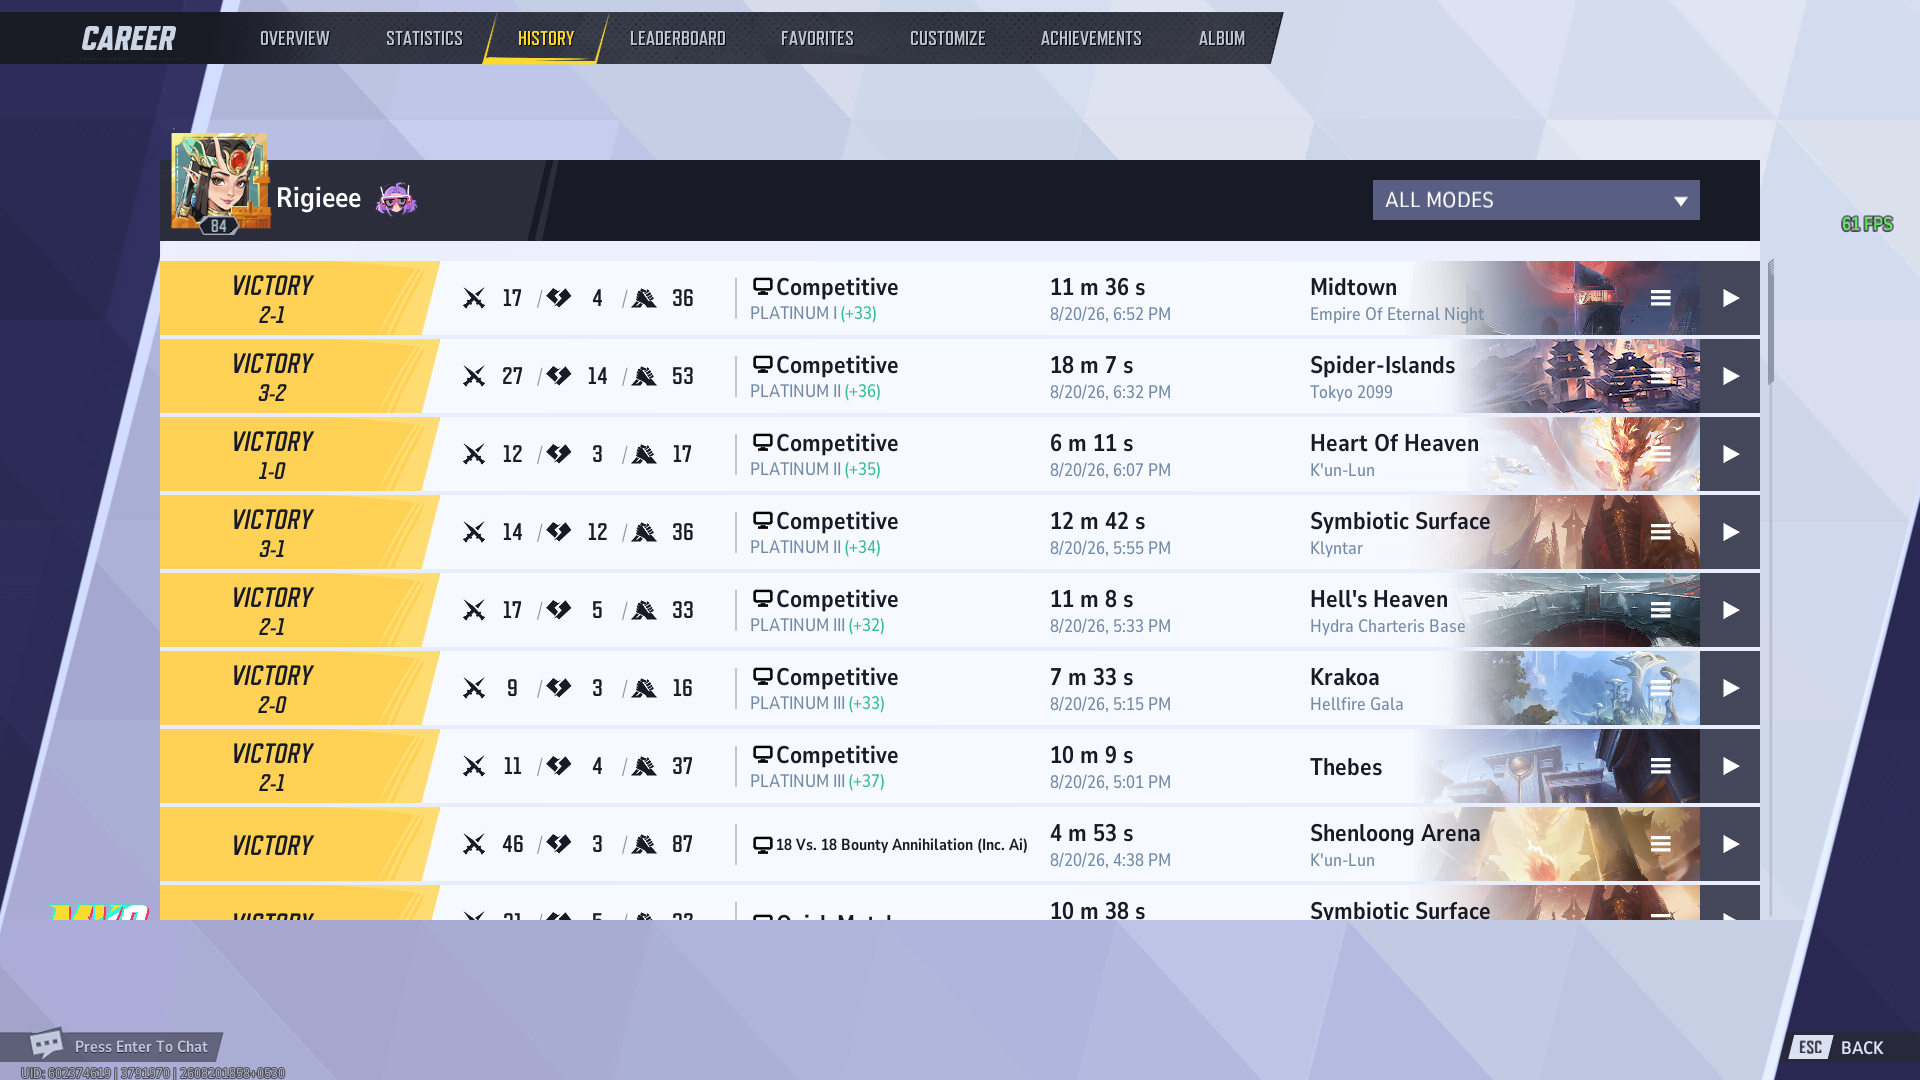 CAREER
OVERVIEW STATISTICS HISTORY LEADERBOARD FAVORITES CUSTOMIZE ACHIEVEMENTS ALBUM
Rigieee
84
ALL MODES
61 FPS
VICTORY
2-1
17 / 4 / 36
Competitive
PLATINUM I (+33)
11 m 36 s
8/20/26, 6:52 PM
Midtown
Empire Of Eternal Night
VICTORY
3-2
27 / 14 / 53
Competitive
PLATINUM II (+36)
18 m 7 s
8/20/26, 6:32 PM
Spider-Islands
Tokyo 2099
VICTORY
1-0
12 / 3 / 17
Competitive
PLATINUM II (+35)
6 m 11 s
8/20/26, 6:07 PM
Heart Of Heaven
K'un-Lun
VICTORY
3-1
14 / 12 / 36
Competitive
PLATINUM II (+34)
12 m 42 s
8/20/26, 5:55 PM
Symbiotic Surface
Klyntar
VICTORY
2-1
17 / 5 / 33
Competitive
PLATINUM III (+32)
11 m 8 s
8/20/26, 5:33 PM
Hell's Heaven
Hydra Charteris Base
VICTORY
2-0
9 / 3 / 16
Competitive
PLATINUM III (+33)
7 m 33 s
8/20/26, 5:15 PM
Krakoa
Hellfire Gala
VICTORY
2-1
11 / 4 / 37
Competitive
PLATINUM III (+37)
10 m 9 s
8/20/26, 5:01 PM
Thebes
VICTORY
46 / 3 / 87
18 Vs. 18 Bounty Annihilation (Inc. Ai)
4 m 53 s
8/20/26, 4:38 PM
Shenloong Arena
K'un-Lun
VICTORY
10 m 38 s
Symbiotic Surface
Press Enter To Chat
UID: 602374619 | 3791970 | 2608201858+0530
ESC BACK